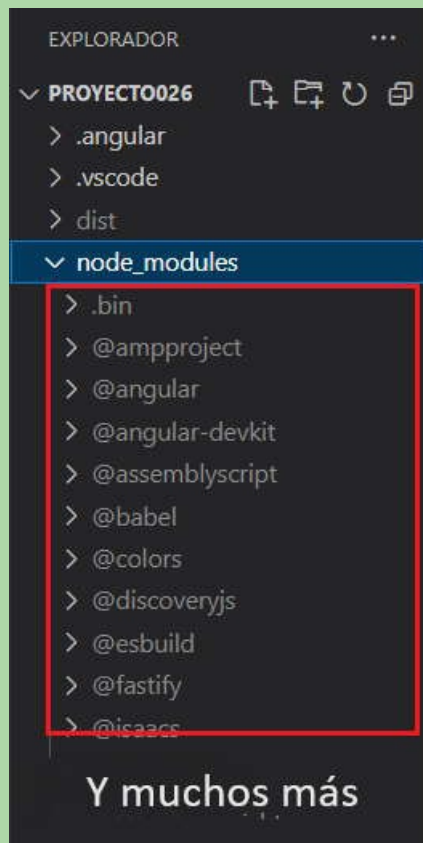 EXPLORADOR
PROYECTO026
.angular
.vscode
dist
node_modules
.bin
@ampproject
@angular
@angular-devkit
@assemblyscript
@babel
@colors
@discoveryjs
@esbuild
@fastify
@isaacs
Y muchos más